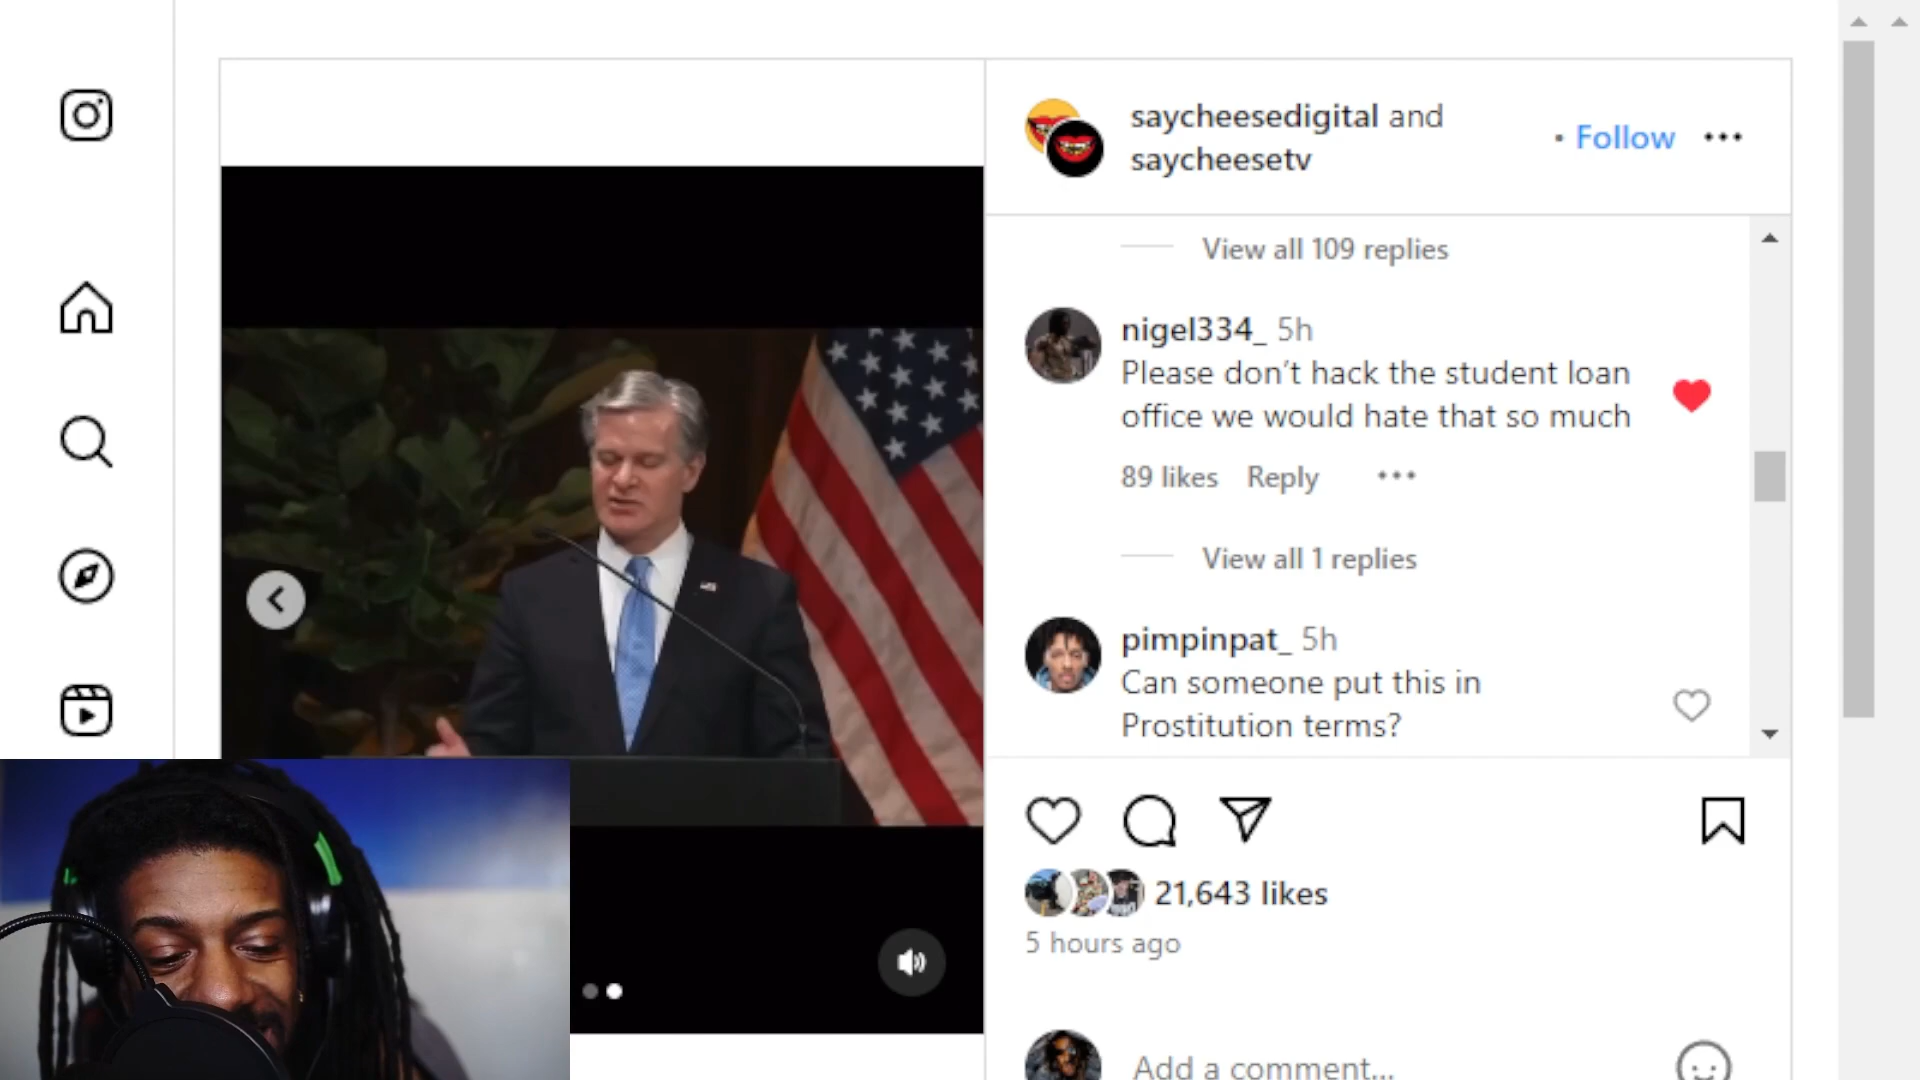 saycheesedigital and
saycheesetv
• Follow
View all 109 replies
nigel334_ 5h
Please don't hack the student loan
office we would hate that so much
89 likes Reply
View all 1 replies
pimpinpat_ 5h
Can someone put this in
Prostitution terms?
21,643 likes
5 hours ago
Add a comment...